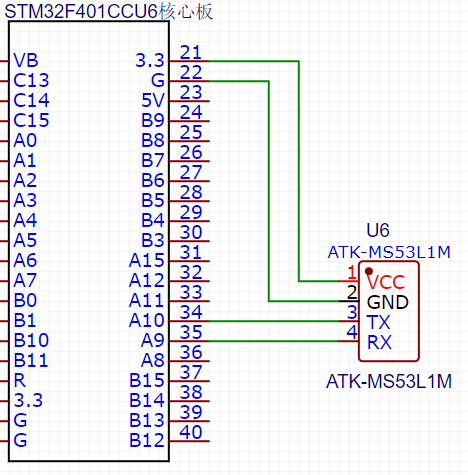 STM32F401CCU6核心板
VB 3.3 21
C13 G 22
C14 5V 23
C15 B9 24
A0 B8 25
A1 B7 26
A2 B6 27
A3 B5 28
A4 B4 29
A5 B3 30
A6 A15 31
A7 A12 32
B0 A11 33
B1 A10 34
B10 A9 35
B11 A8 36
R B15 37
3.3 B14 38
G B13 39
G B12 40
U6
ATK-MS53L1M
1 VCC
2 GND
3 TX
4 RX
ATK-MS53L1M